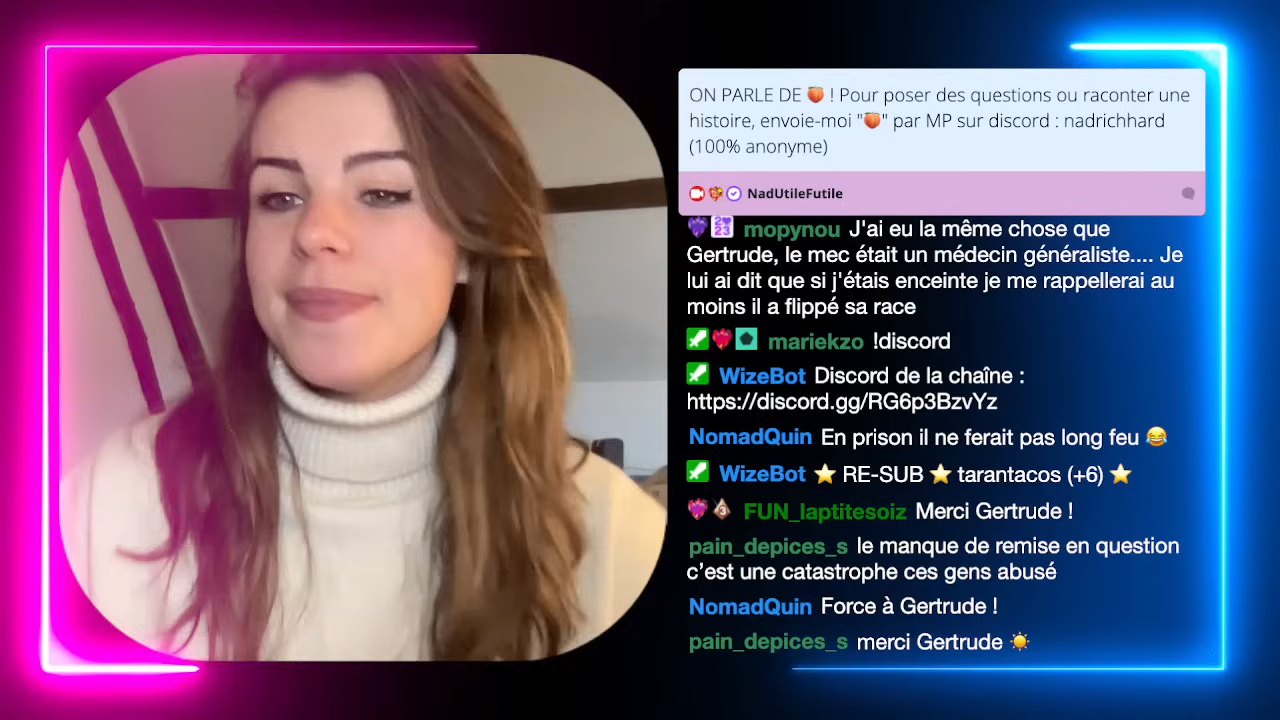 ON PARLE DE 🍑 ! Pour poser des questions ou raconter une
histoire, envoie-moi "🍑" par MP sur discord : nadrichhard
(100% anonyme)
NadUtileFutile
2023 mopynou J'ai eu la même chose que
Gertrude, le mec était un médecin généraliste.... Je
lui ai dit que si j'étais enceinte je me rappellerai au
moins il a flippé sa race
mariekzo !discord
WizeBot Discord de la chaîne :
https://discord.gg/RG6p3BzvYz
NomadQuin En prison il ne ferait pas long feu 😂
WizeBot ⭐ RE-SUB ⭐ tarantacos (+6) ⭐
3 FUN_laptitesoiz Merci Gertrude !
pain_depices_s le manque de remise en question
c’est une catastrophe ces gens abusé
NomadQuin Force à Gertrude !
pain_depices_s merci Gertrude ☀️